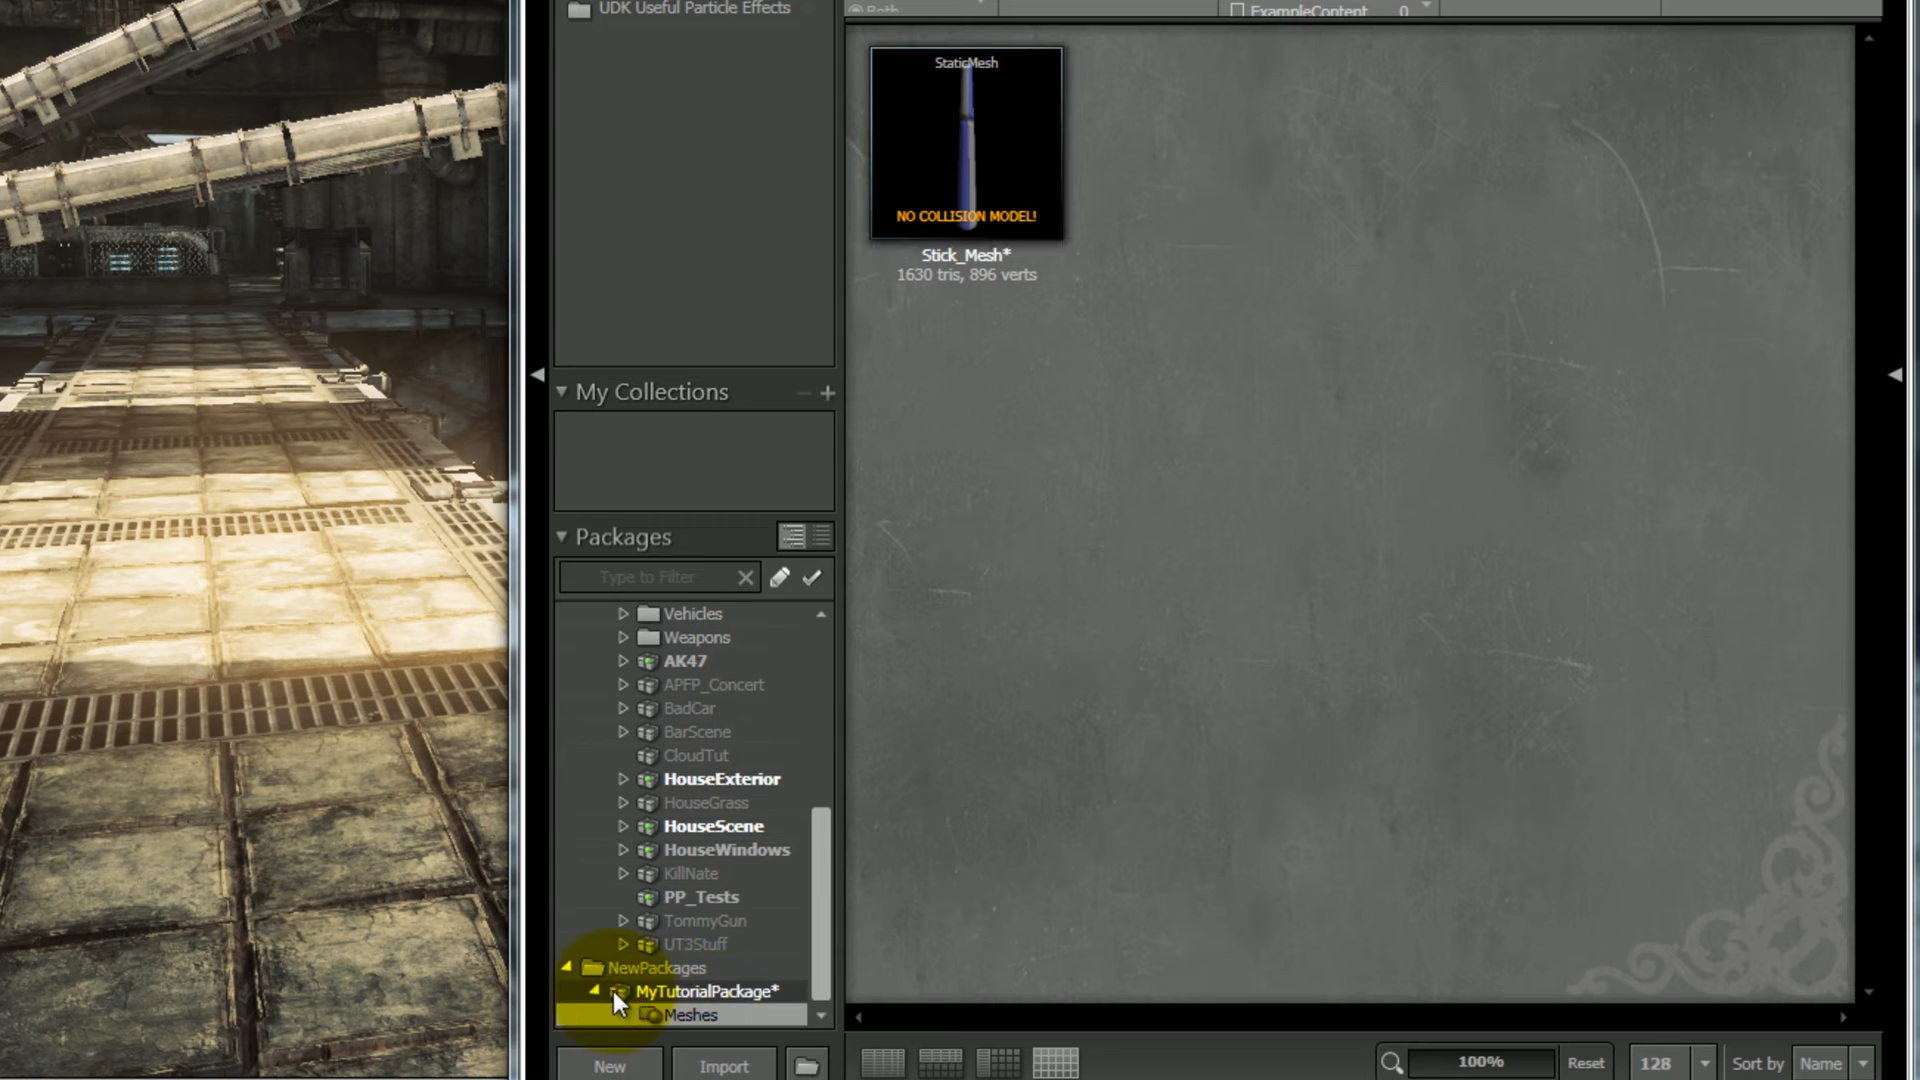 UDK Useful Particle Effects
Both
ExampleContent 0
StaticMesh
NO COLLISION MODEL!
Stick_Mesh*
1630 tris, 896 verts
My Collections
Packages
Type to Filter
Vehicles
Weapons
AK47
APFP_Concert
BadCar
BarScene
CloudTut
HouseExterior
HouseGrass
HouseScene
HouseWindows
KillNate
PP_Tests
TommyGun
UT3Stuff
NewPackages
MyTutorialPackage*
Meshes
New
Import
100%
Reset
128
Sort by
Name